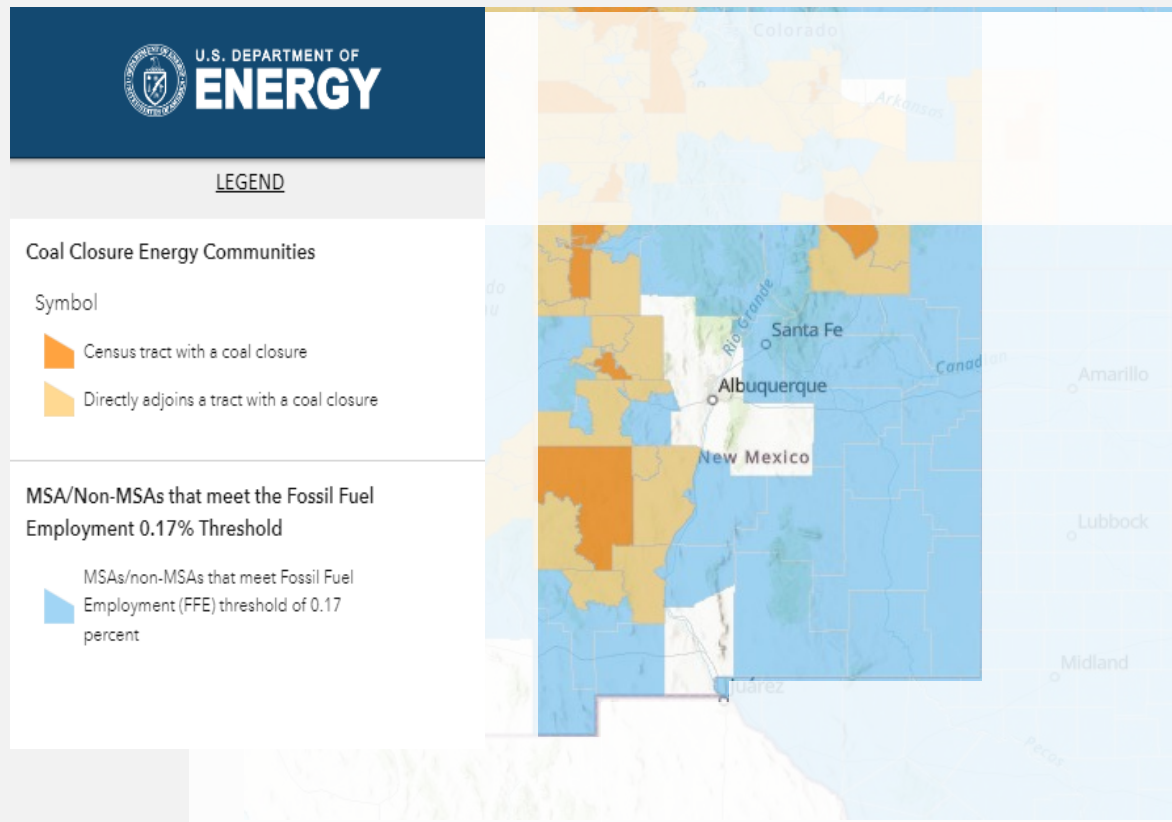 U.S. DEPARTMENT OF
ENERGY
LEGEND
Coal Closure Energy Communities
Symbol
Census tract with a coal closure
Directly adjoins a tract with a coal closure
MSA/Non-MSAs that meet the Fossil Fuel
Employment 0.17% Threshold
MSAs/non-MSAs that meet Fossil Fuel
Employment (FFE) threshold of 0.17
percent
Colorado
Arkansas
Rio Grande
Santa Fe
Canadian
Amarillo
Albuquerque
New Mexico
Lubbock
Midland
Juárez
Pecos